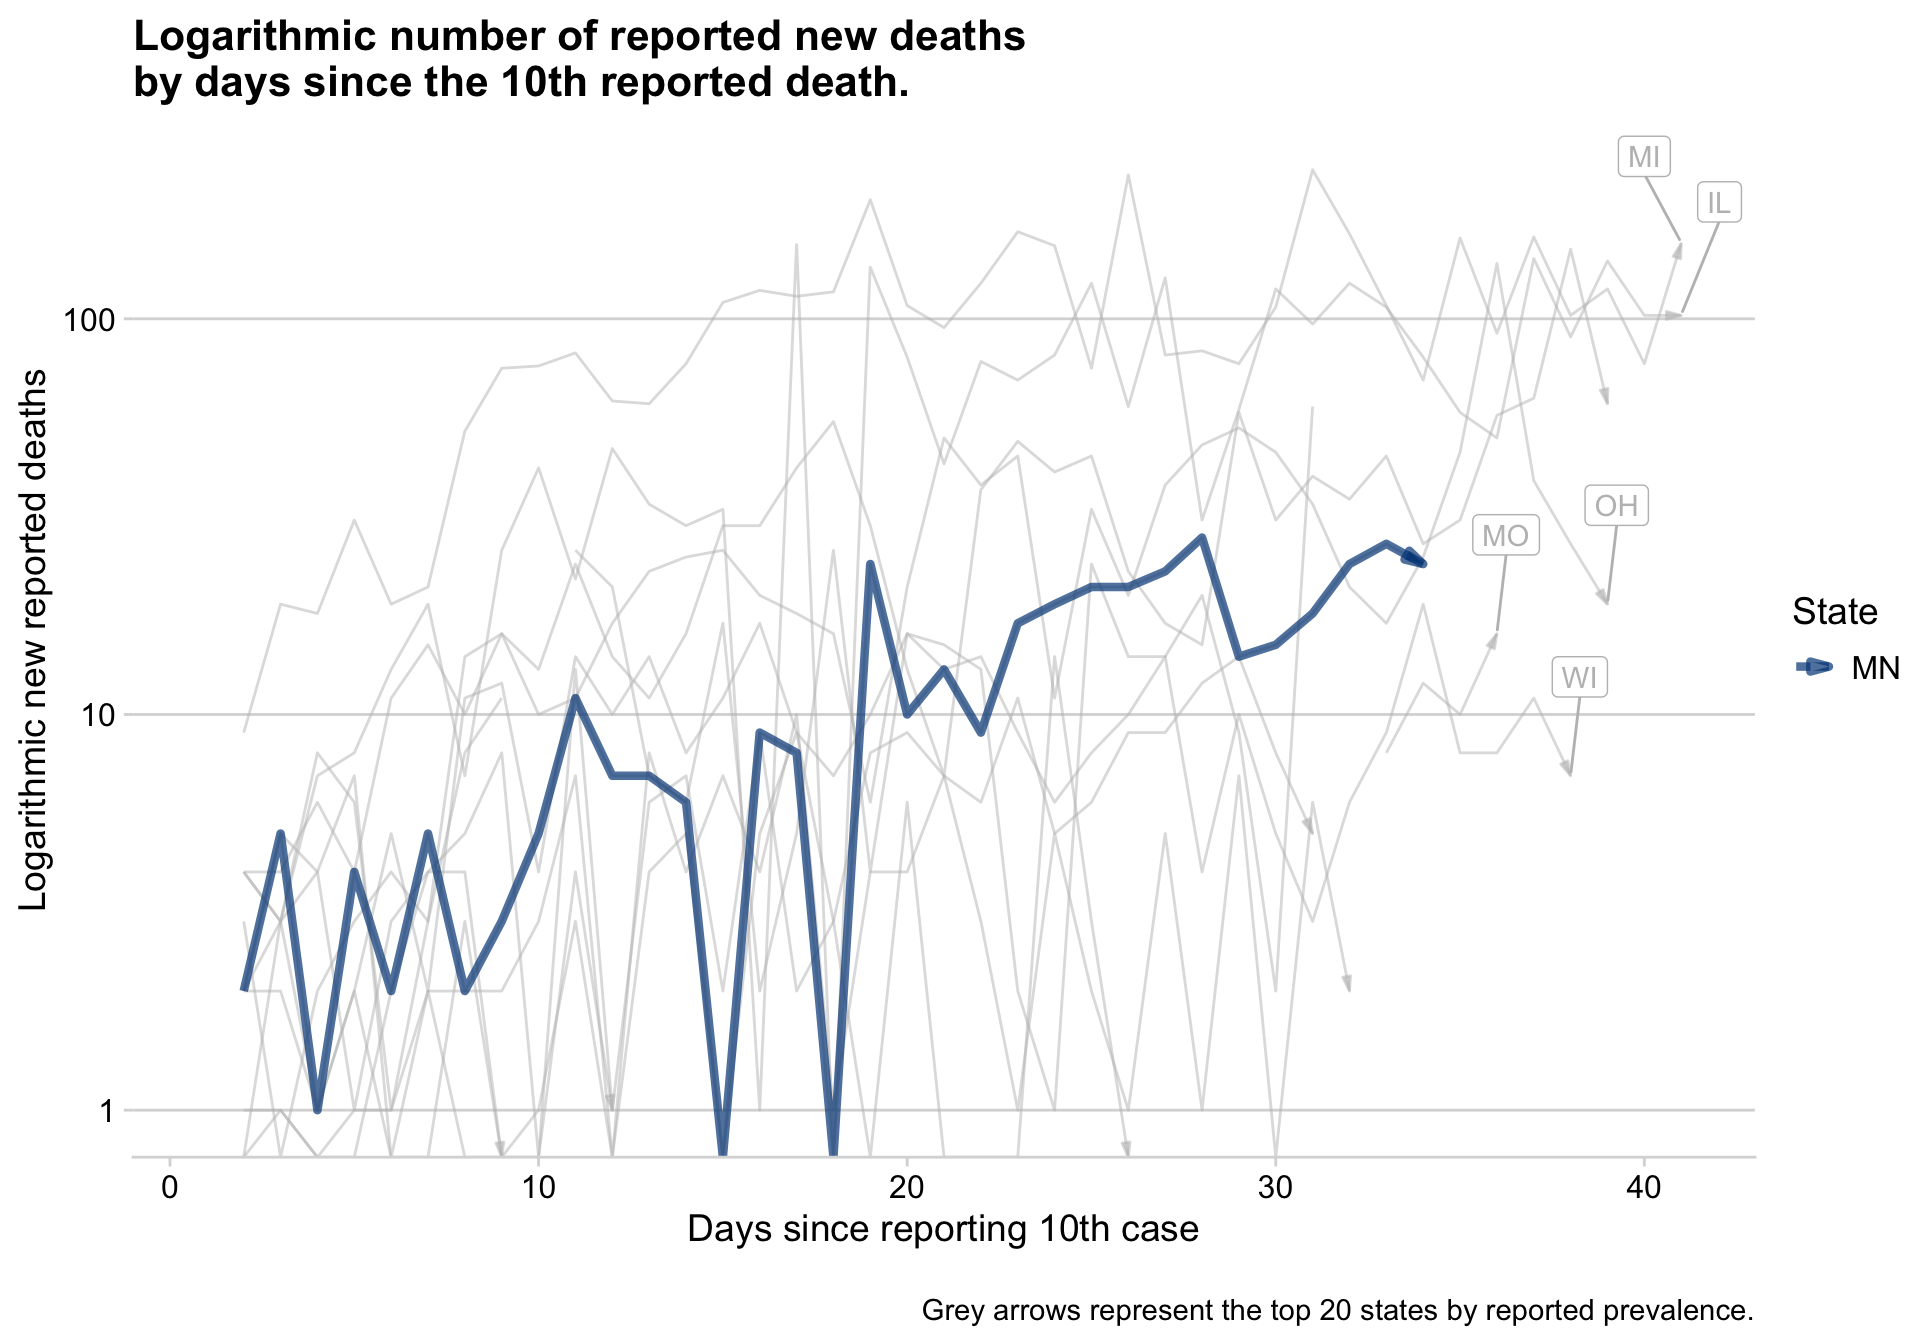 Logarithmic number of reported new deaths
by days since the 10th reported death.
MI
IL
100
OH
MO
WI
10
1
Logarithmic new reported deaths
State
MN
0 10 20 30 40
Days since reporting 10th case
Grey arrows represent the top 20 states by reported prevalence.